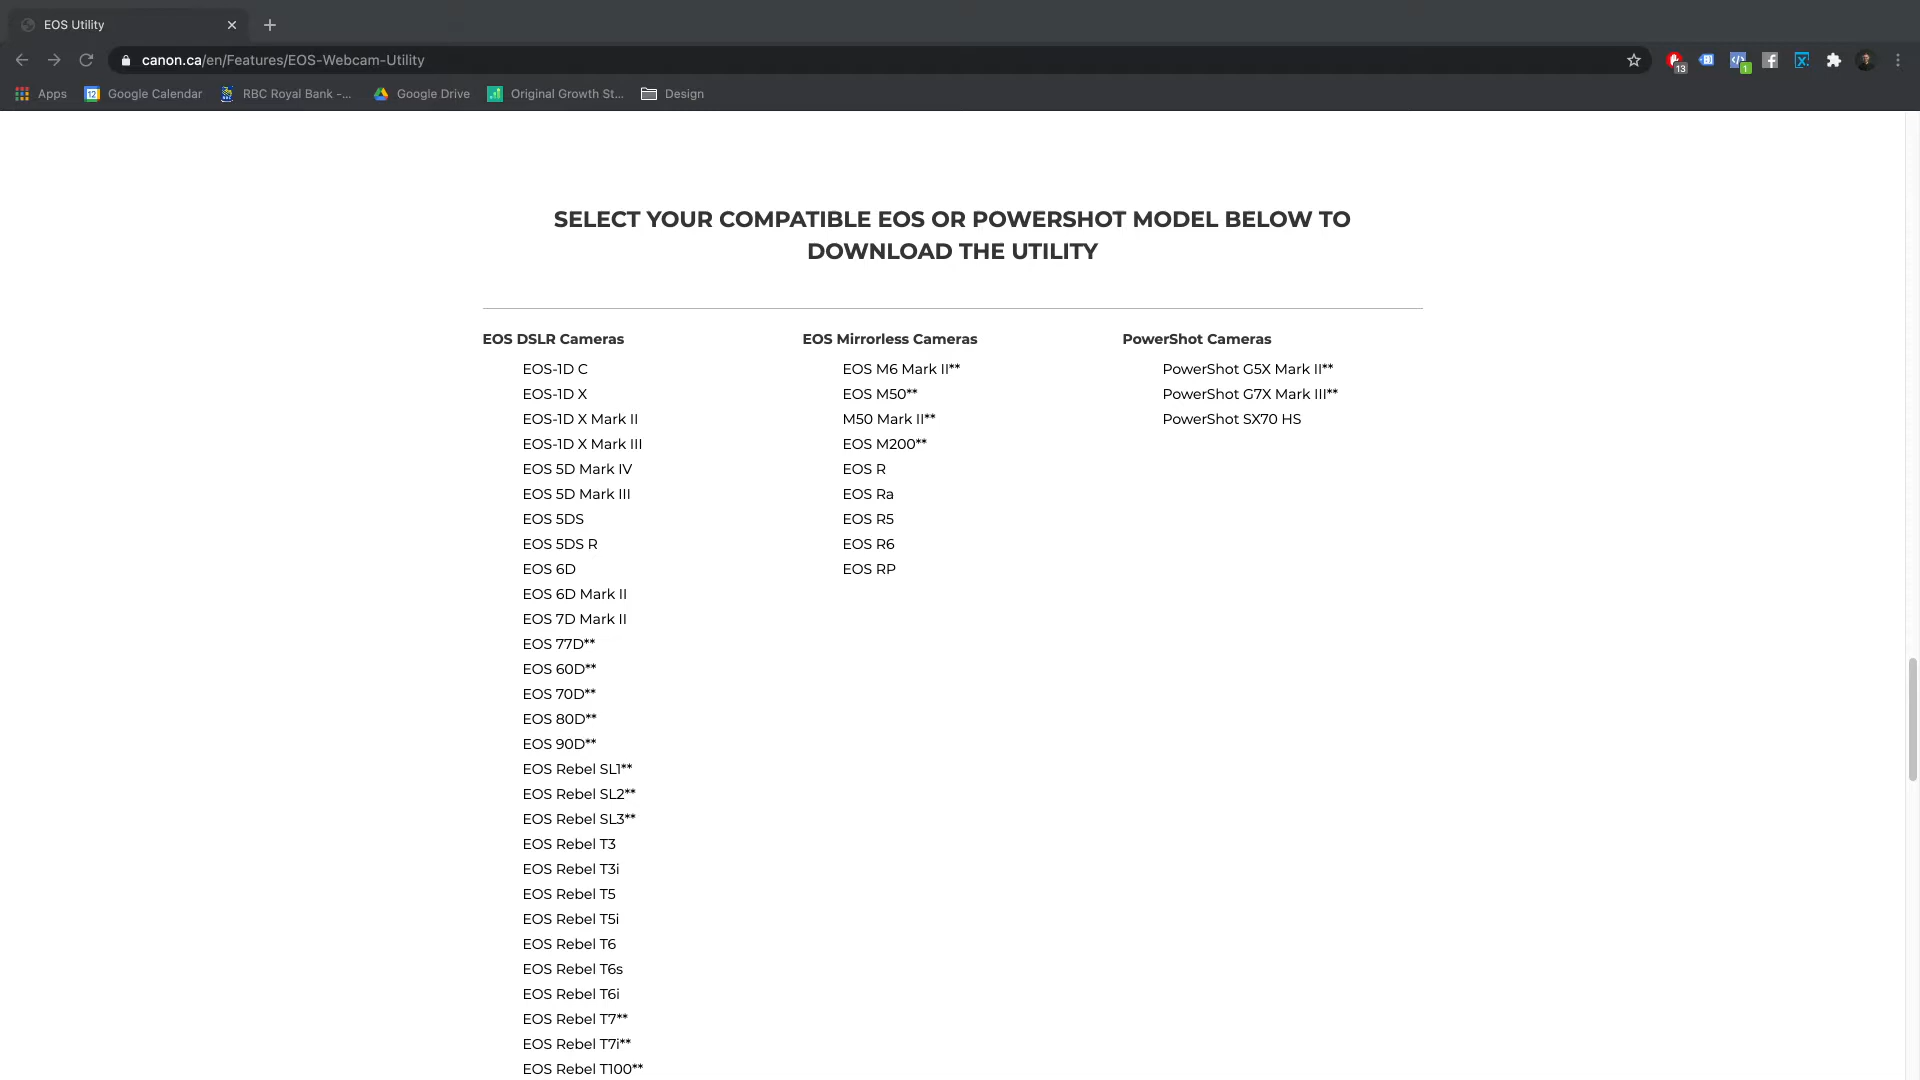 EOS Utility
canon.ca/en/Features/EOS-Webcam-Utility
13
1
Apps
12
Google Calendar
RBC Royal Bank -...
Google Drive
Original Growth St...
Design
SELECT YOUR COMPATIBLE EOS OR POWERSHOT MODEL BELOW TO
DOWNLOAD THE UTILITY
EOS DSLR Cameras
EOS-1D C
EOS-1D X
EOS-1D X Mark II
EOS-1D X Mark III
EOS 5D Mark IV
EOS 5D Mark III
EOS 5DS
EOS 5DS R
EOS 6D
EOS 6D Mark II
EOS 7D Mark II
EOS 77D**
EOS 60D**
EOS 70D**
EOS 80D**
EOS 90D**
EOS Rebel SL1**
EOS Rebel SL2**
EOS Rebel SL3**
EOS Rebel T3
EOS Rebel T3i
EOS Rebel T5
EOS Rebel T5i
EOS Rebel T6
EOS Rebel T6s
EOS Rebel T6i
EOS Rebel T7**
EOS Rebel T7i**
EOS Rebel T100**
EOS Mirrorless Cameras
EOS M6 Mark II**
EOS M50**
M50 Mark II**
EOS M200**
EOS R
EOS Ra
EOS R5
EOS R6
EOS RP
PowerShot Cameras
PowerShot G5X Mark II**
PowerShot G7X Mark III**
PowerShot SX70 HS